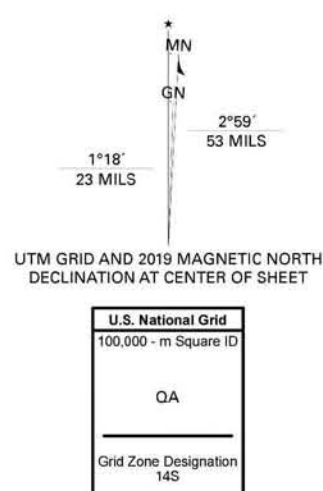 ★
MN
GN
2°59´
53 MILS
1°18´
23 MILS
UTM GRID AND 2019 MAGNETIC NORTH
DECLINATION AT CENTER OF SHEET
U.S. National Grid
100,000 - m Square ID
QA
Grid Zone Designation
14S